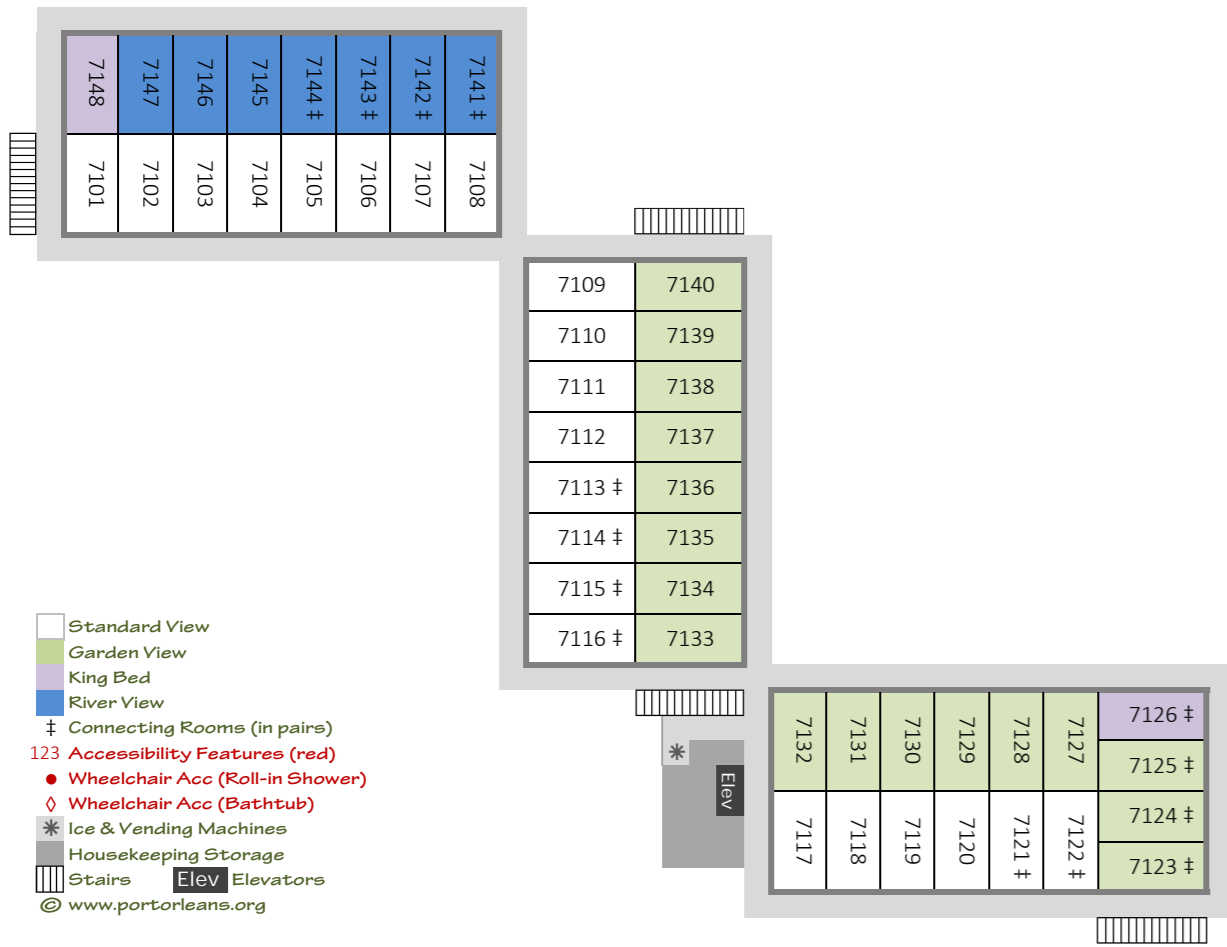 7148 7147 7146 7145 7144 ‡ 7143 ‡ 7142 ‡ 7141 ‡
7101 7102 7103 7104 7105 7106 7107 7108
7109 7140
7110 7139
7111 7138
7112 7137
7113 ‡ 7136
7114 ‡ 7135
7115 ‡ 7134
7116 ‡ 7133
7132 7131 7130 7129 7128 7127
7126 ‡
7125 ‡
7117 7118 7119 7120 7121 ‡ 7122 ‡
7124 ‡
7123 ‡
Elev
Standard View
Garden View
King Bed
River View
‡ Connecting Rooms (in pairs)
123 Accessibility Features (red)
● Wheelchair Acc (Roll-in Shower)
◊ Wheelchair Acc (Bathtub)
Ice & Vending Machines
Housekeeping Storage
Stairs Elev Elevators
© www.portorleans.org